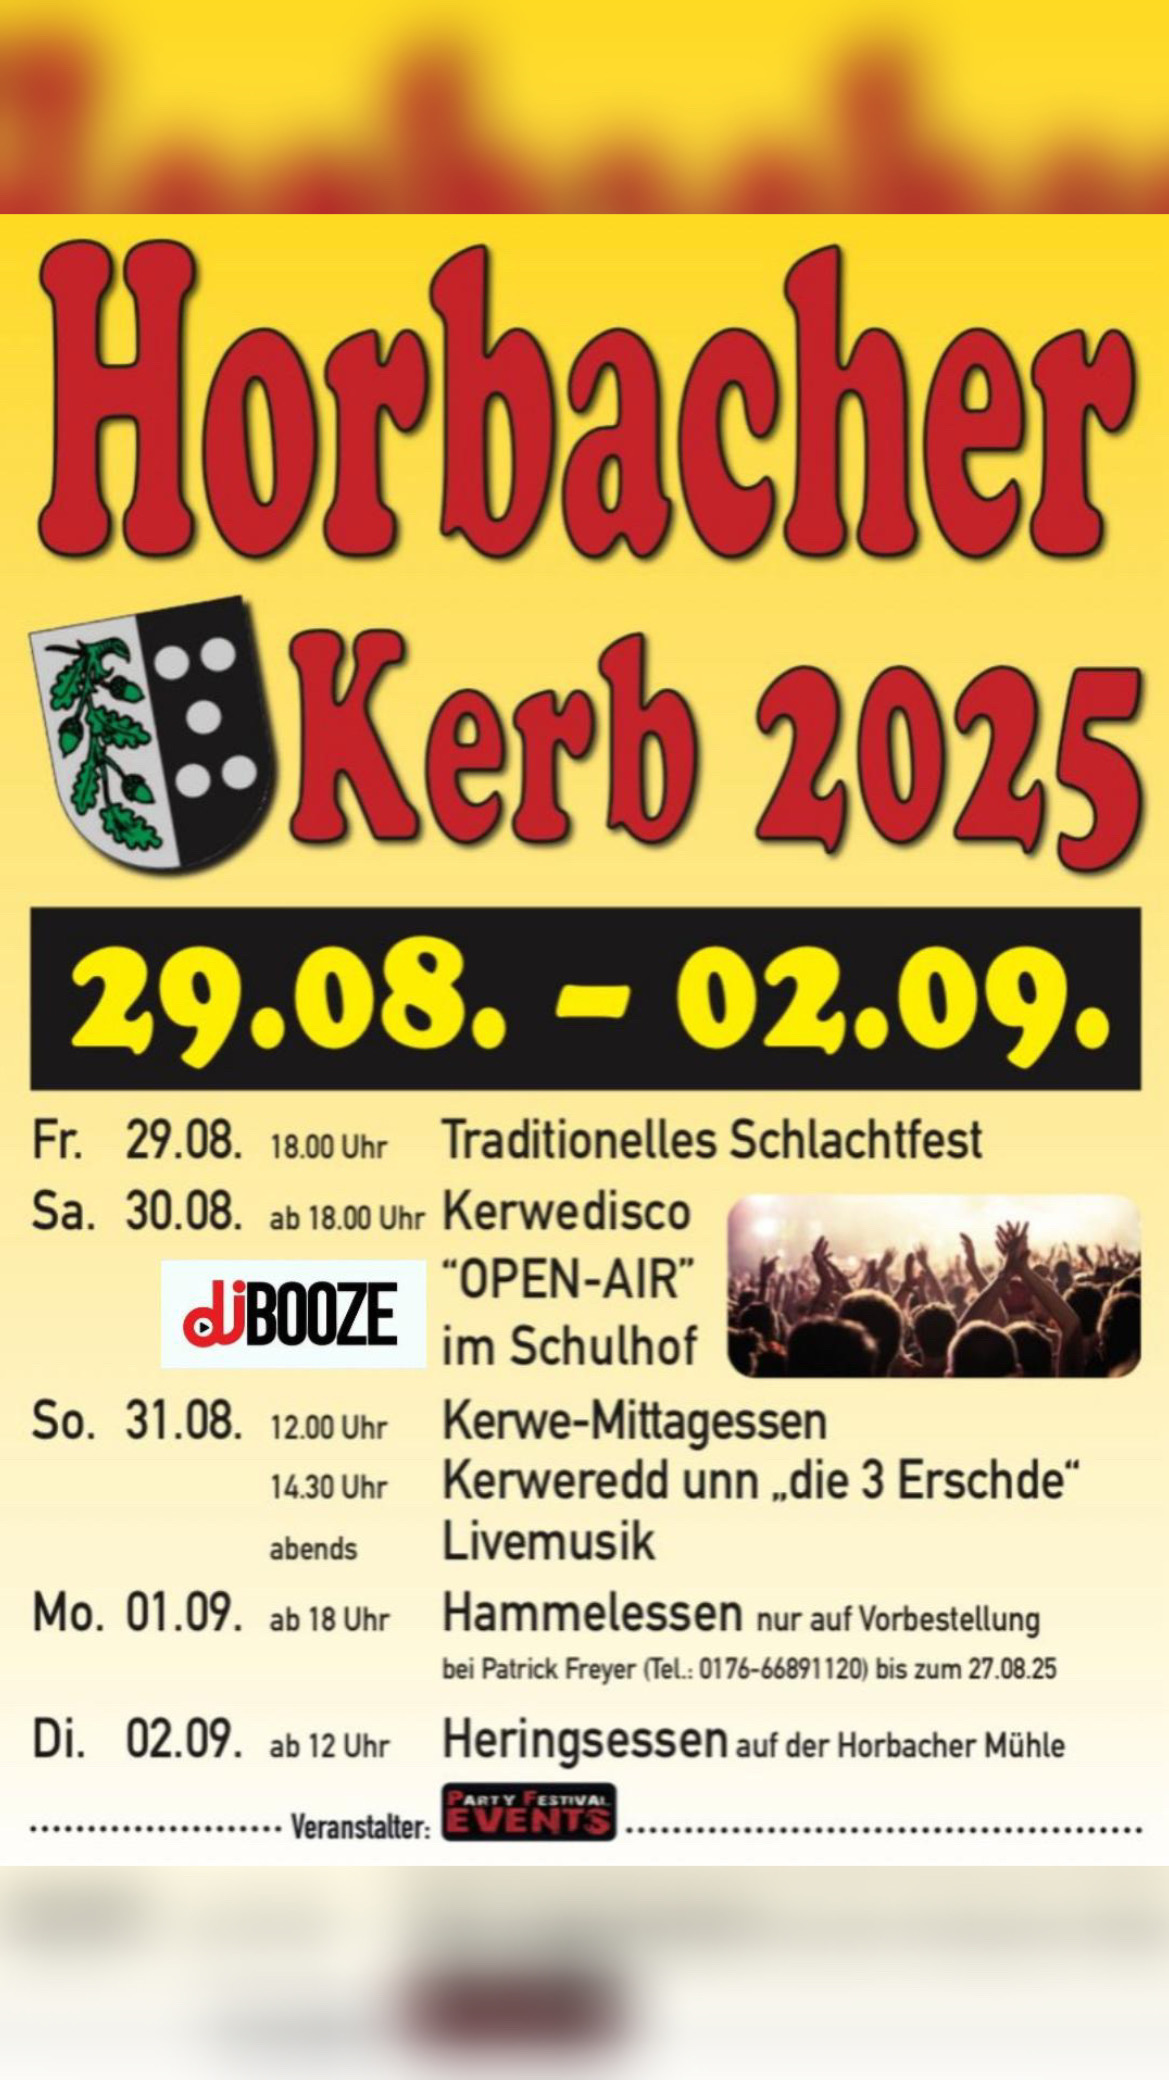 Horbacher
Kerb 2025
29.08. - 02.09.
Fr. 29.08. 18.00 Uhr Traditionelles Schlachtfest
Sa. 30.08. ab 18.00 Uhr Kerwedisco
“OPEN-AIR”
djBOOZE
im Schulhof
So. 31.08. 12.00 Uhr Kerwe-Mittagessen
14.30 Uhr Kerweredd unn „die 3 Erschde“
abends Livemusik
Mo. 01.09. ab 18 Uhr Hammelessen nur auf Vorbestellung
bei Patrick Freyer (Tel.: 0176-66891120) bis zum 27.08.25
Di. 02.09. ab 12 Uhr Heringsessen auf der Horbacher Mühle
Veranstalter: PARTY FESTIVAL
EVENTS